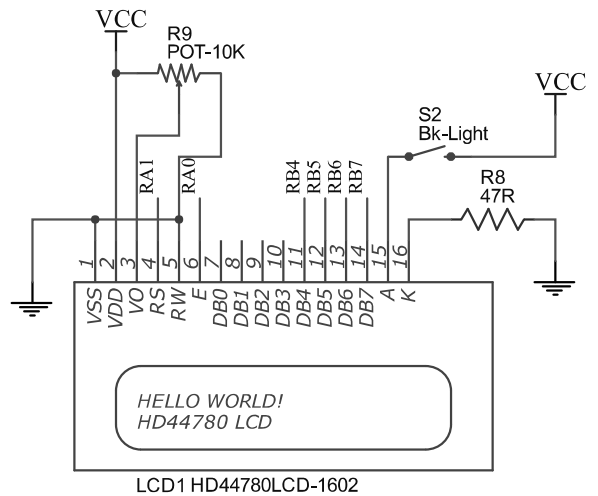 VCC
R9
POT-10K
VCC
S2
Bk-Light
RA1
RA0
RB4
RB5
RB6
RB7
R8
47R
1
2
3
4
5
6
7
8
9
10
11
12
13
14
15
16
VSS
VDD
VO
RS
RW
E
DB0
DB1
DB2
DB3
DB4
DB5
DB6
DB7
A
K
HELLO WORLD!
HD44780 LCD
LCD1 HD44780LCD-1602